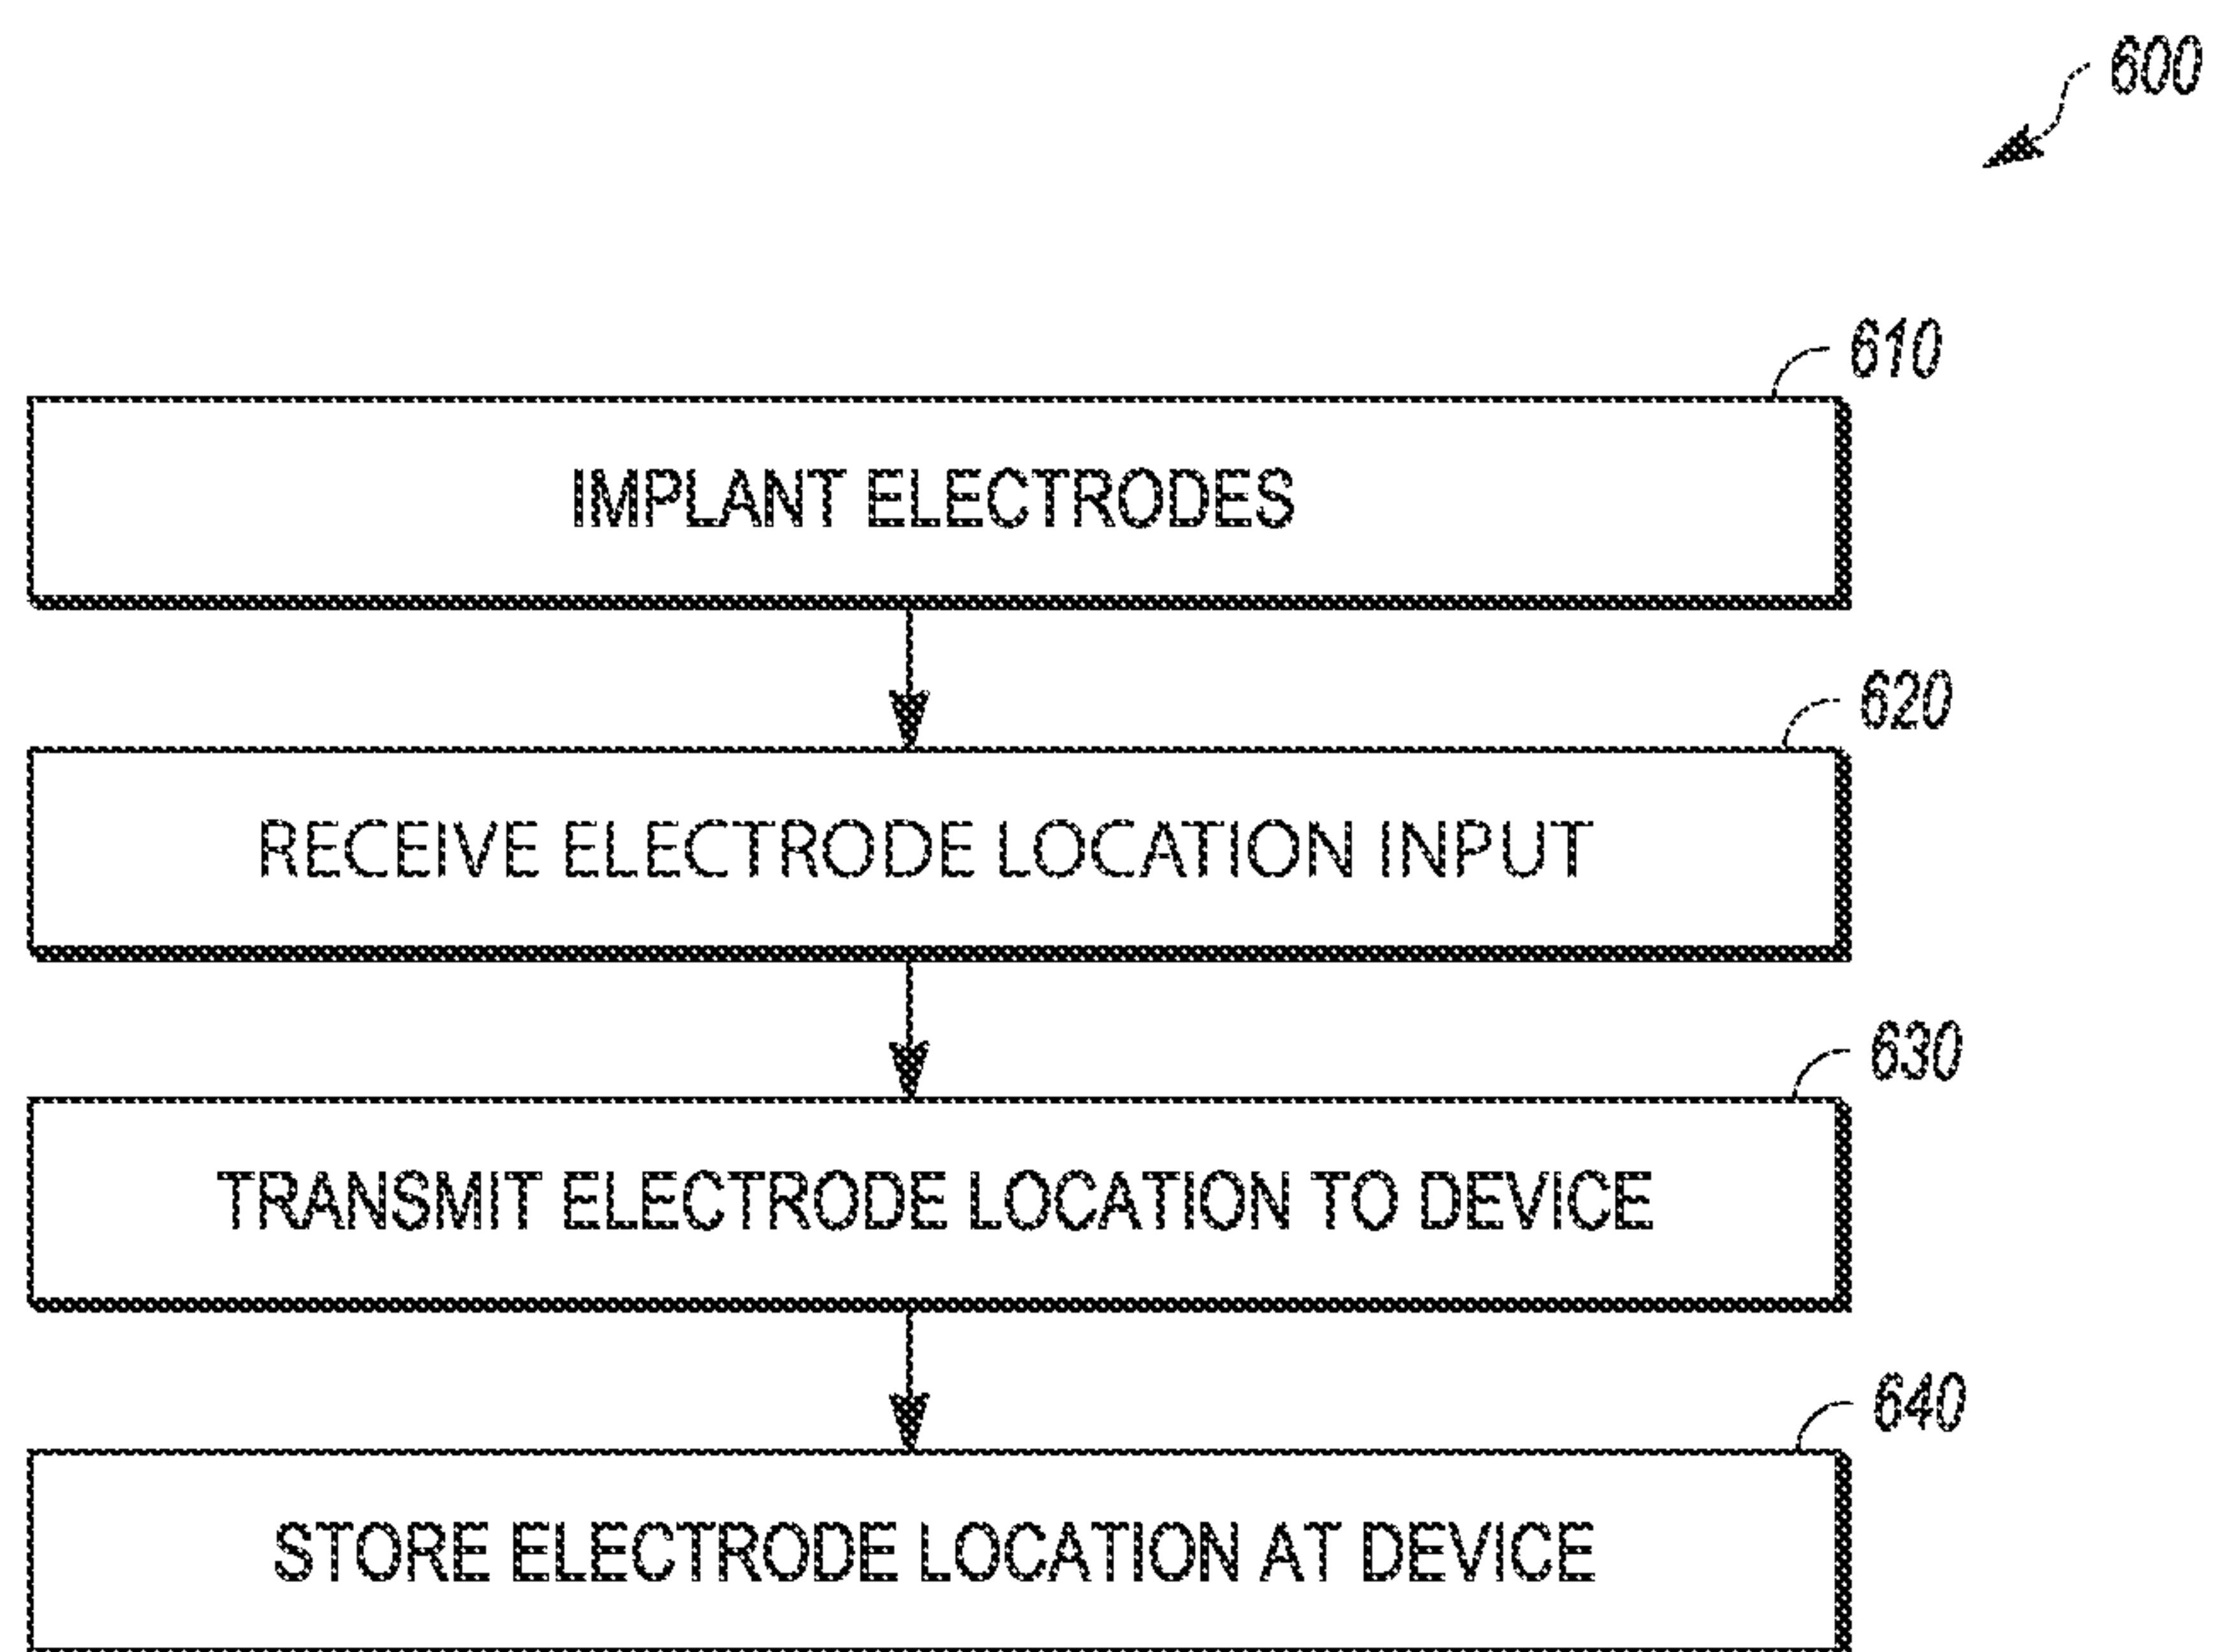 600
610
IMPLANT ELECTRODES
620
RECEIVE ELECTRODE LOCATION INPUT
630
TRANSMIT ELECTRODE LOCATION TO DEVICE
640
STORE ELECTRODE LOCATION AT DEVICE